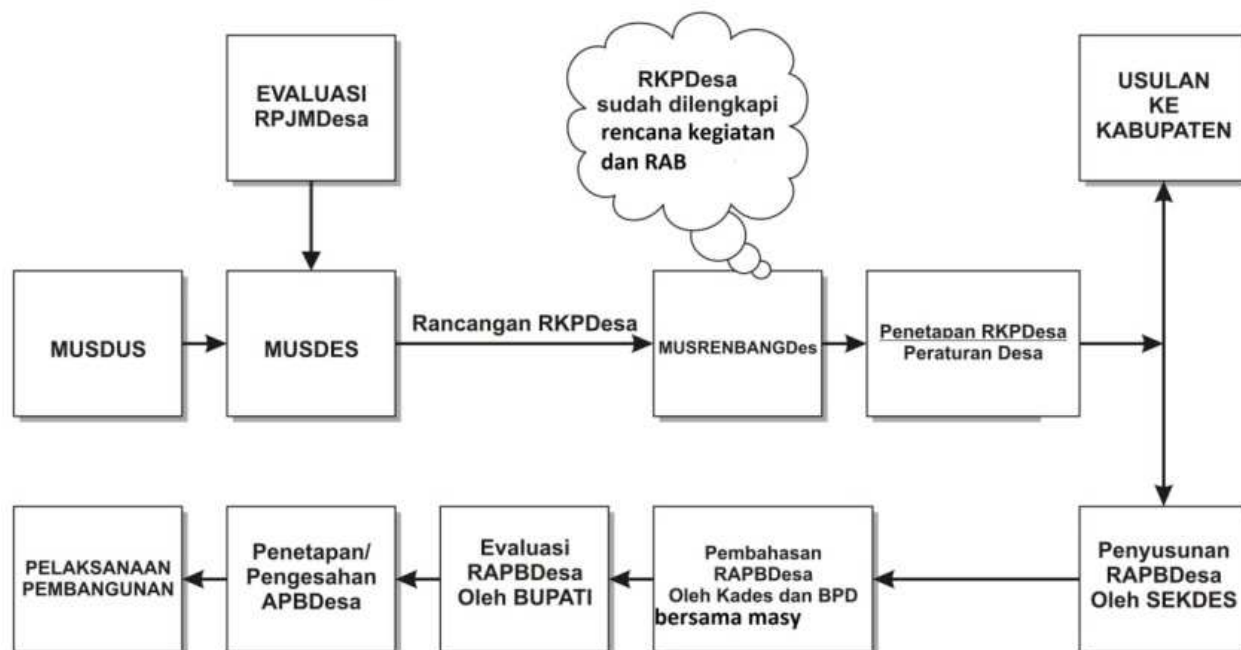 EVALUASI
RPJMDesa
RKPDesa
sudah dilengkapi
rencana kegiatan
dan RAB
USULAN
KE
KABUPATEN
MUSDUS
MUSDES
Rancangan RKPDesa
MUSRENBANGDes
Penetapan RKPDesa
Peraturan Desa
PELAKSANAAN
PEMBANGUNAN
Penetapan/
Pengesahan
APBDesa
Evaluasi
RAPBDesa
Oleh BUPATI
Pembahasan
RAPBDesa
Oleh Kades dan BPD
bersama masy
Penyusunan
RAPBDesa
Oleh SEKDES